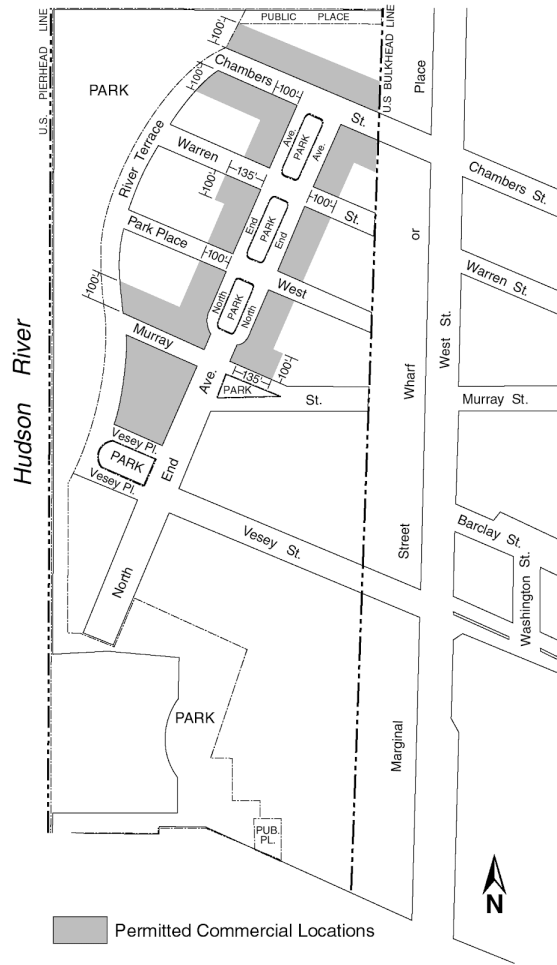 U.S. PIERHEAD LINE
PUBLIC PLACE
U.S BULKHEAD LINE
-100'-
PARK
Chambers
St.
Place
-100'-
-100'-
Ave.
PARK
Ave.
River Terrace
Warren
-135'-
St.
Chambers St.
-100'-
-100'-
End
PARK
End
Park Place
-100'-
or
Warren St.
West
-100'-
North
PARK
North
West St.
Murray
Hudson River
Wharf
-135'-
-100'-
Ave.
PARK
St.
Murray St.
Vesey Pl.
PARK
End
Vesey Pl.
Vesey St.
Street
Barclay St.
Washington St.
North
PARK
Marginal
PUB.
PL.
N
Permitted Commercial Locations